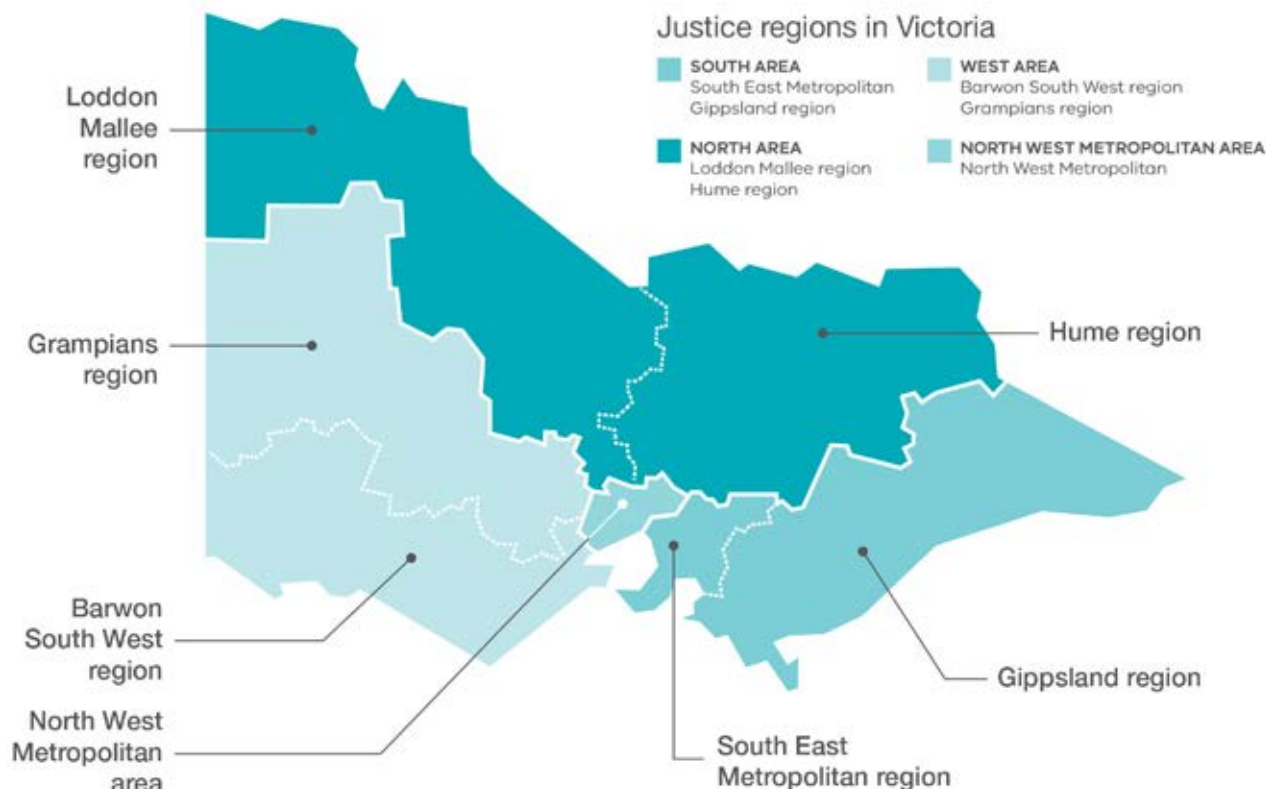 Justice regions in Victoria
SOUTH AREA
South East Metropolitan
Gippsland region
WEST AREA
Barwon South West region
Grampians region
NORTH AREA
Loddon Mallee region
Hume region
NORTH WEST METROPOLITAN AREA
North West Metropolitan
Loddon
Mallee
region
Grampians
region
Hume region
Barwon
South West
region
Gippsland region
North West
Metropolitan
area
South East
Metropolitan region